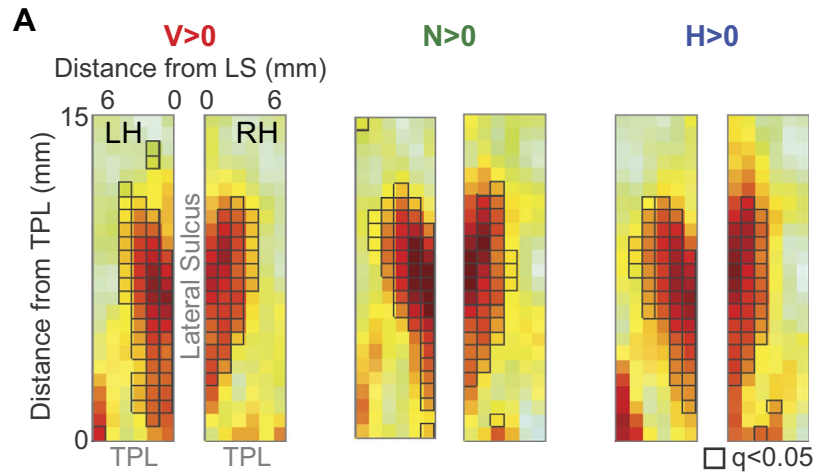 A
V>0
N>0
H>0
Distance from LS (mm)
6 0 0 6
15
LH
RH
Distance from TPL (mm)
Lateral Sulcus
0
TPL
TPL
q<0.05